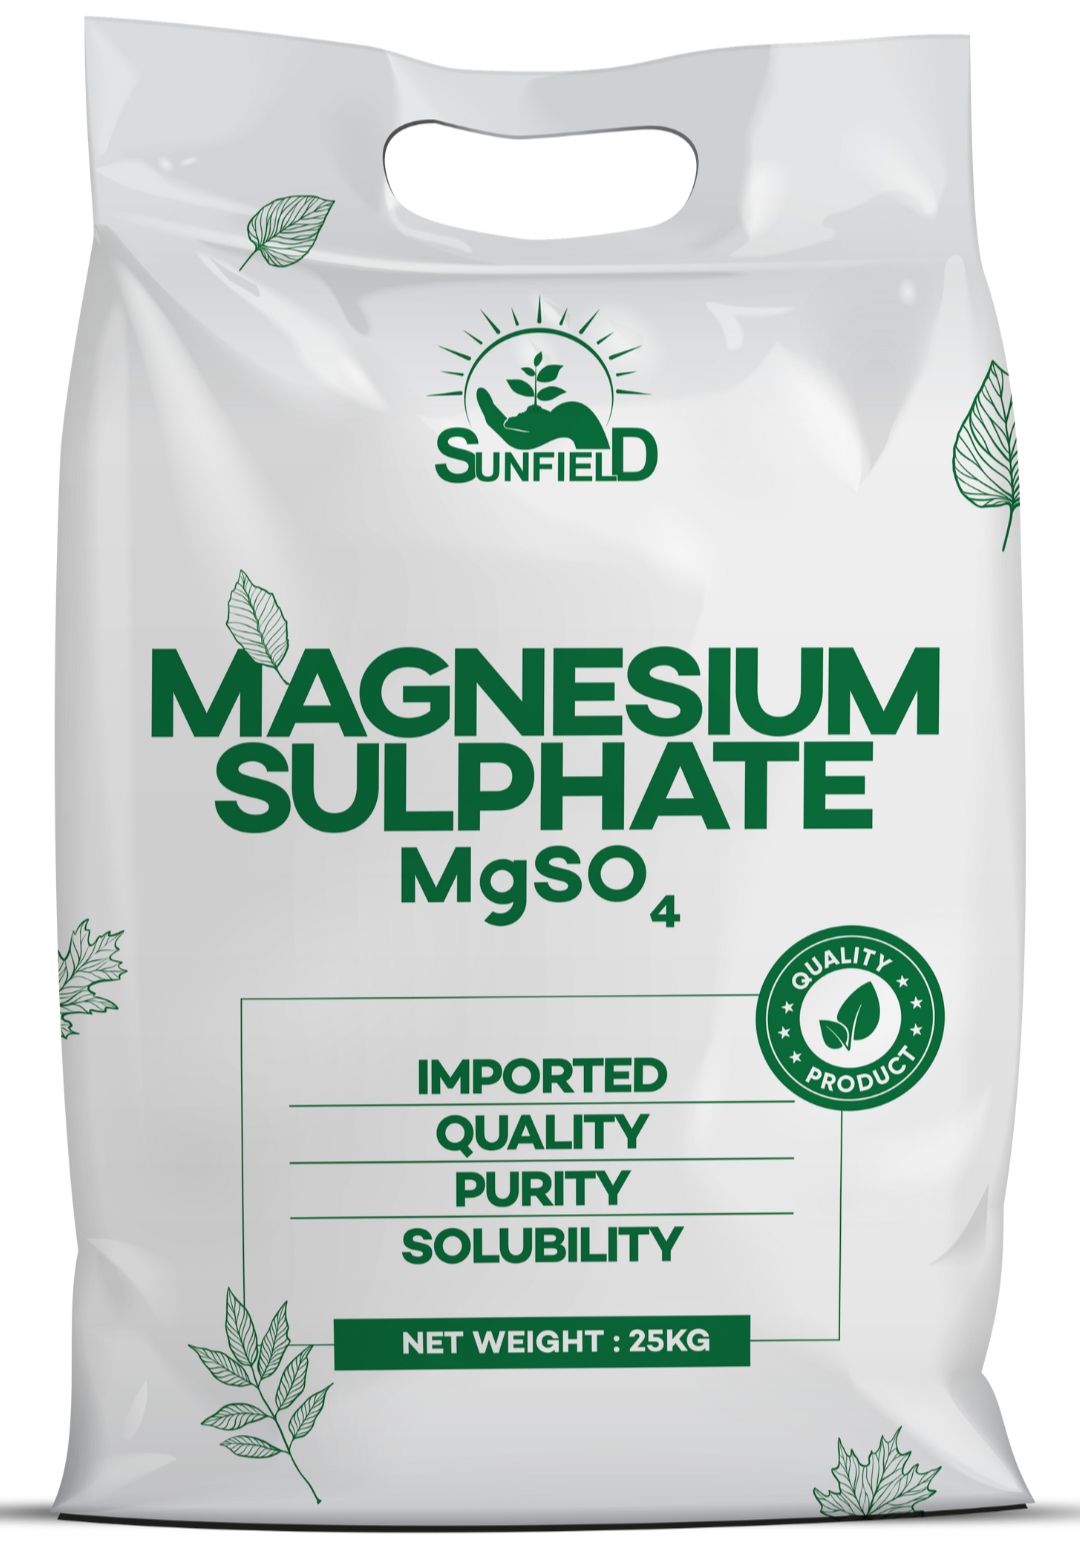 SUNFIELD
MAGNESIUM
SULPHATE
MgSO₄
QUALITY
PRODUCT
IMPORTED
QUALITY
PURITY
SOLUBILITY
NET WEIGHT : 25KG